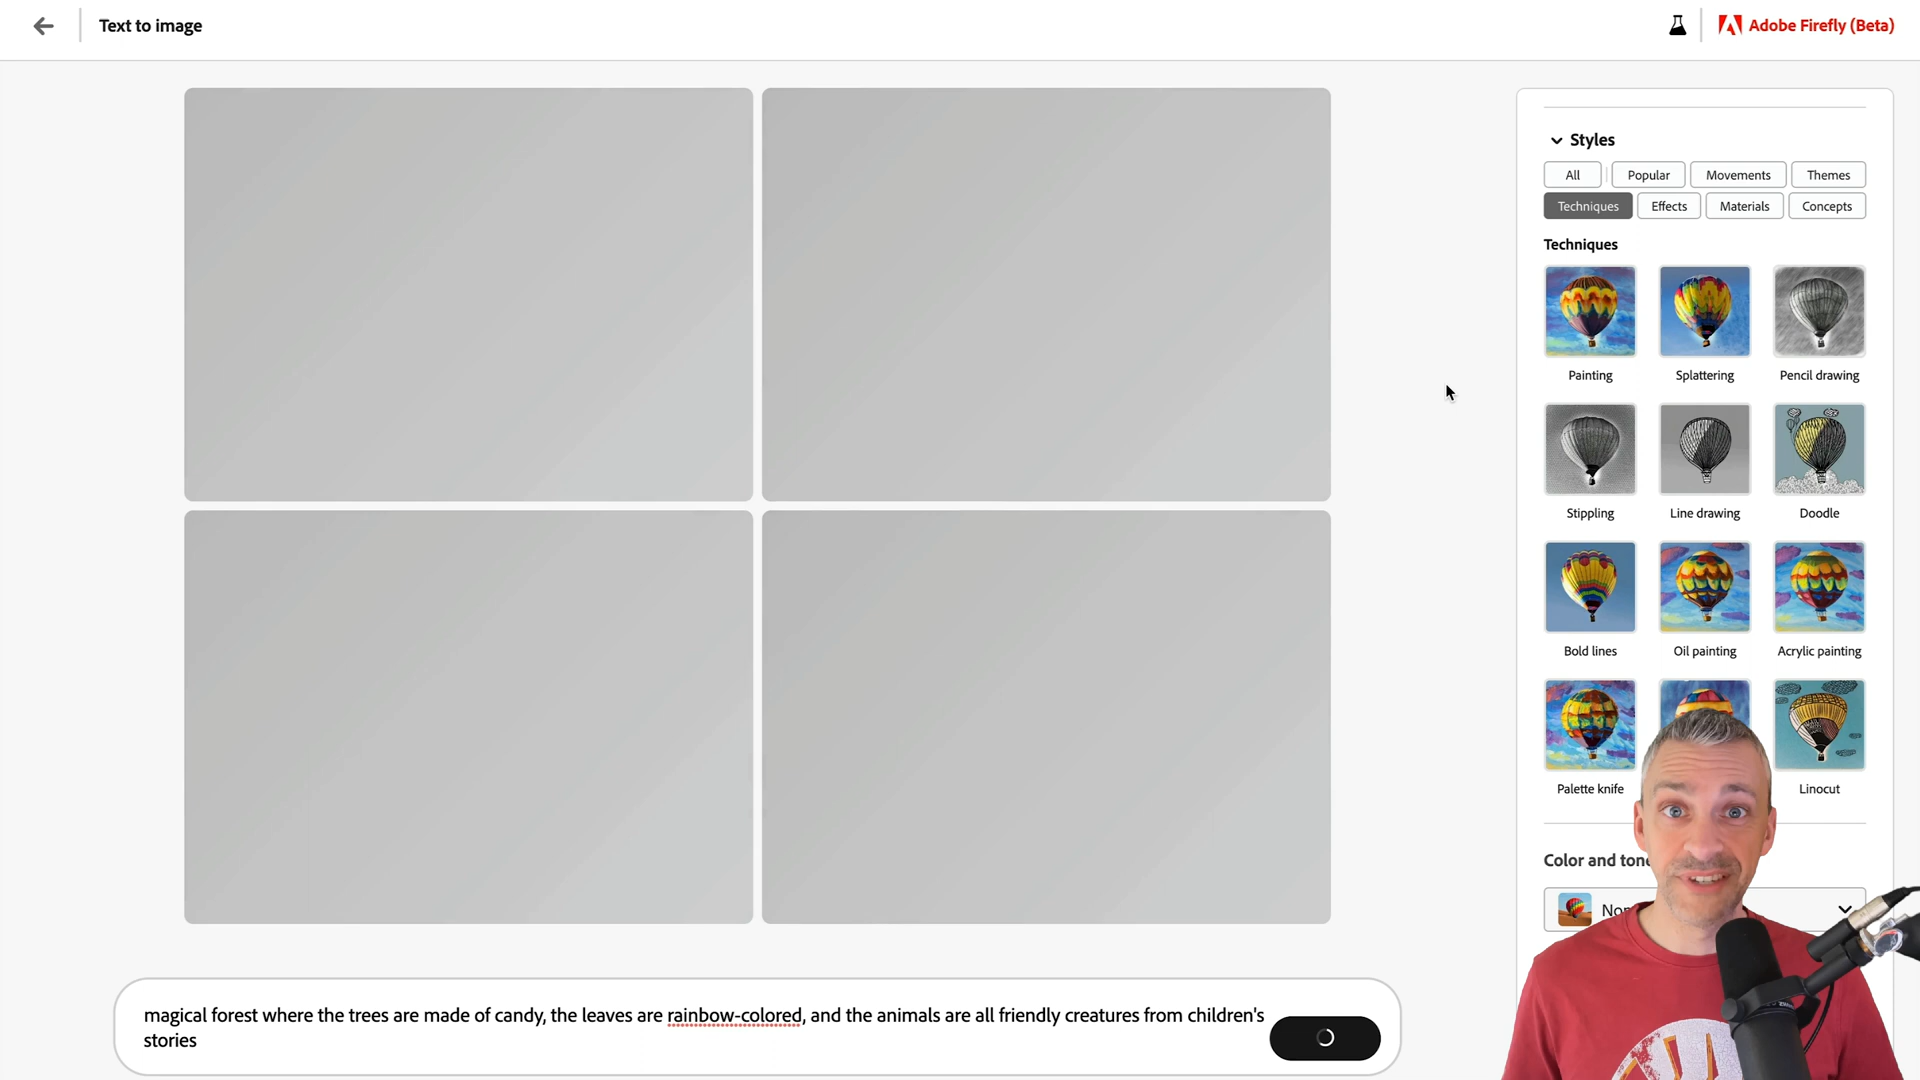 Text to image
Adobe Firefly (Beta)
Styles
All
Popular
Movements
Themes
Techniques
Effects
Materials
Concepts
Techniques
Painting
Splattering
Pencil drawing
Stippling
Line drawing
Doodle
Bold lines
Oil painting
Acrylic painting
Palette knife
Linocut
Color and
magical forest where the trees are made of candy, the leaves are rainbow-colored, and the animals are all friendly creatures from children's
stories